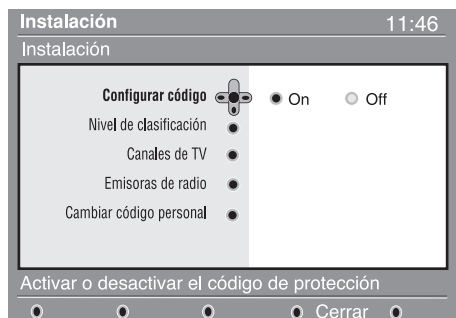 Instalación 11:46
Instalación
Configurar código On Off
Nivel de clasificación
Canales de TV
Emisoras de radio
Cambiar código personal
Activar o desactivar el código de protección
Cerrar